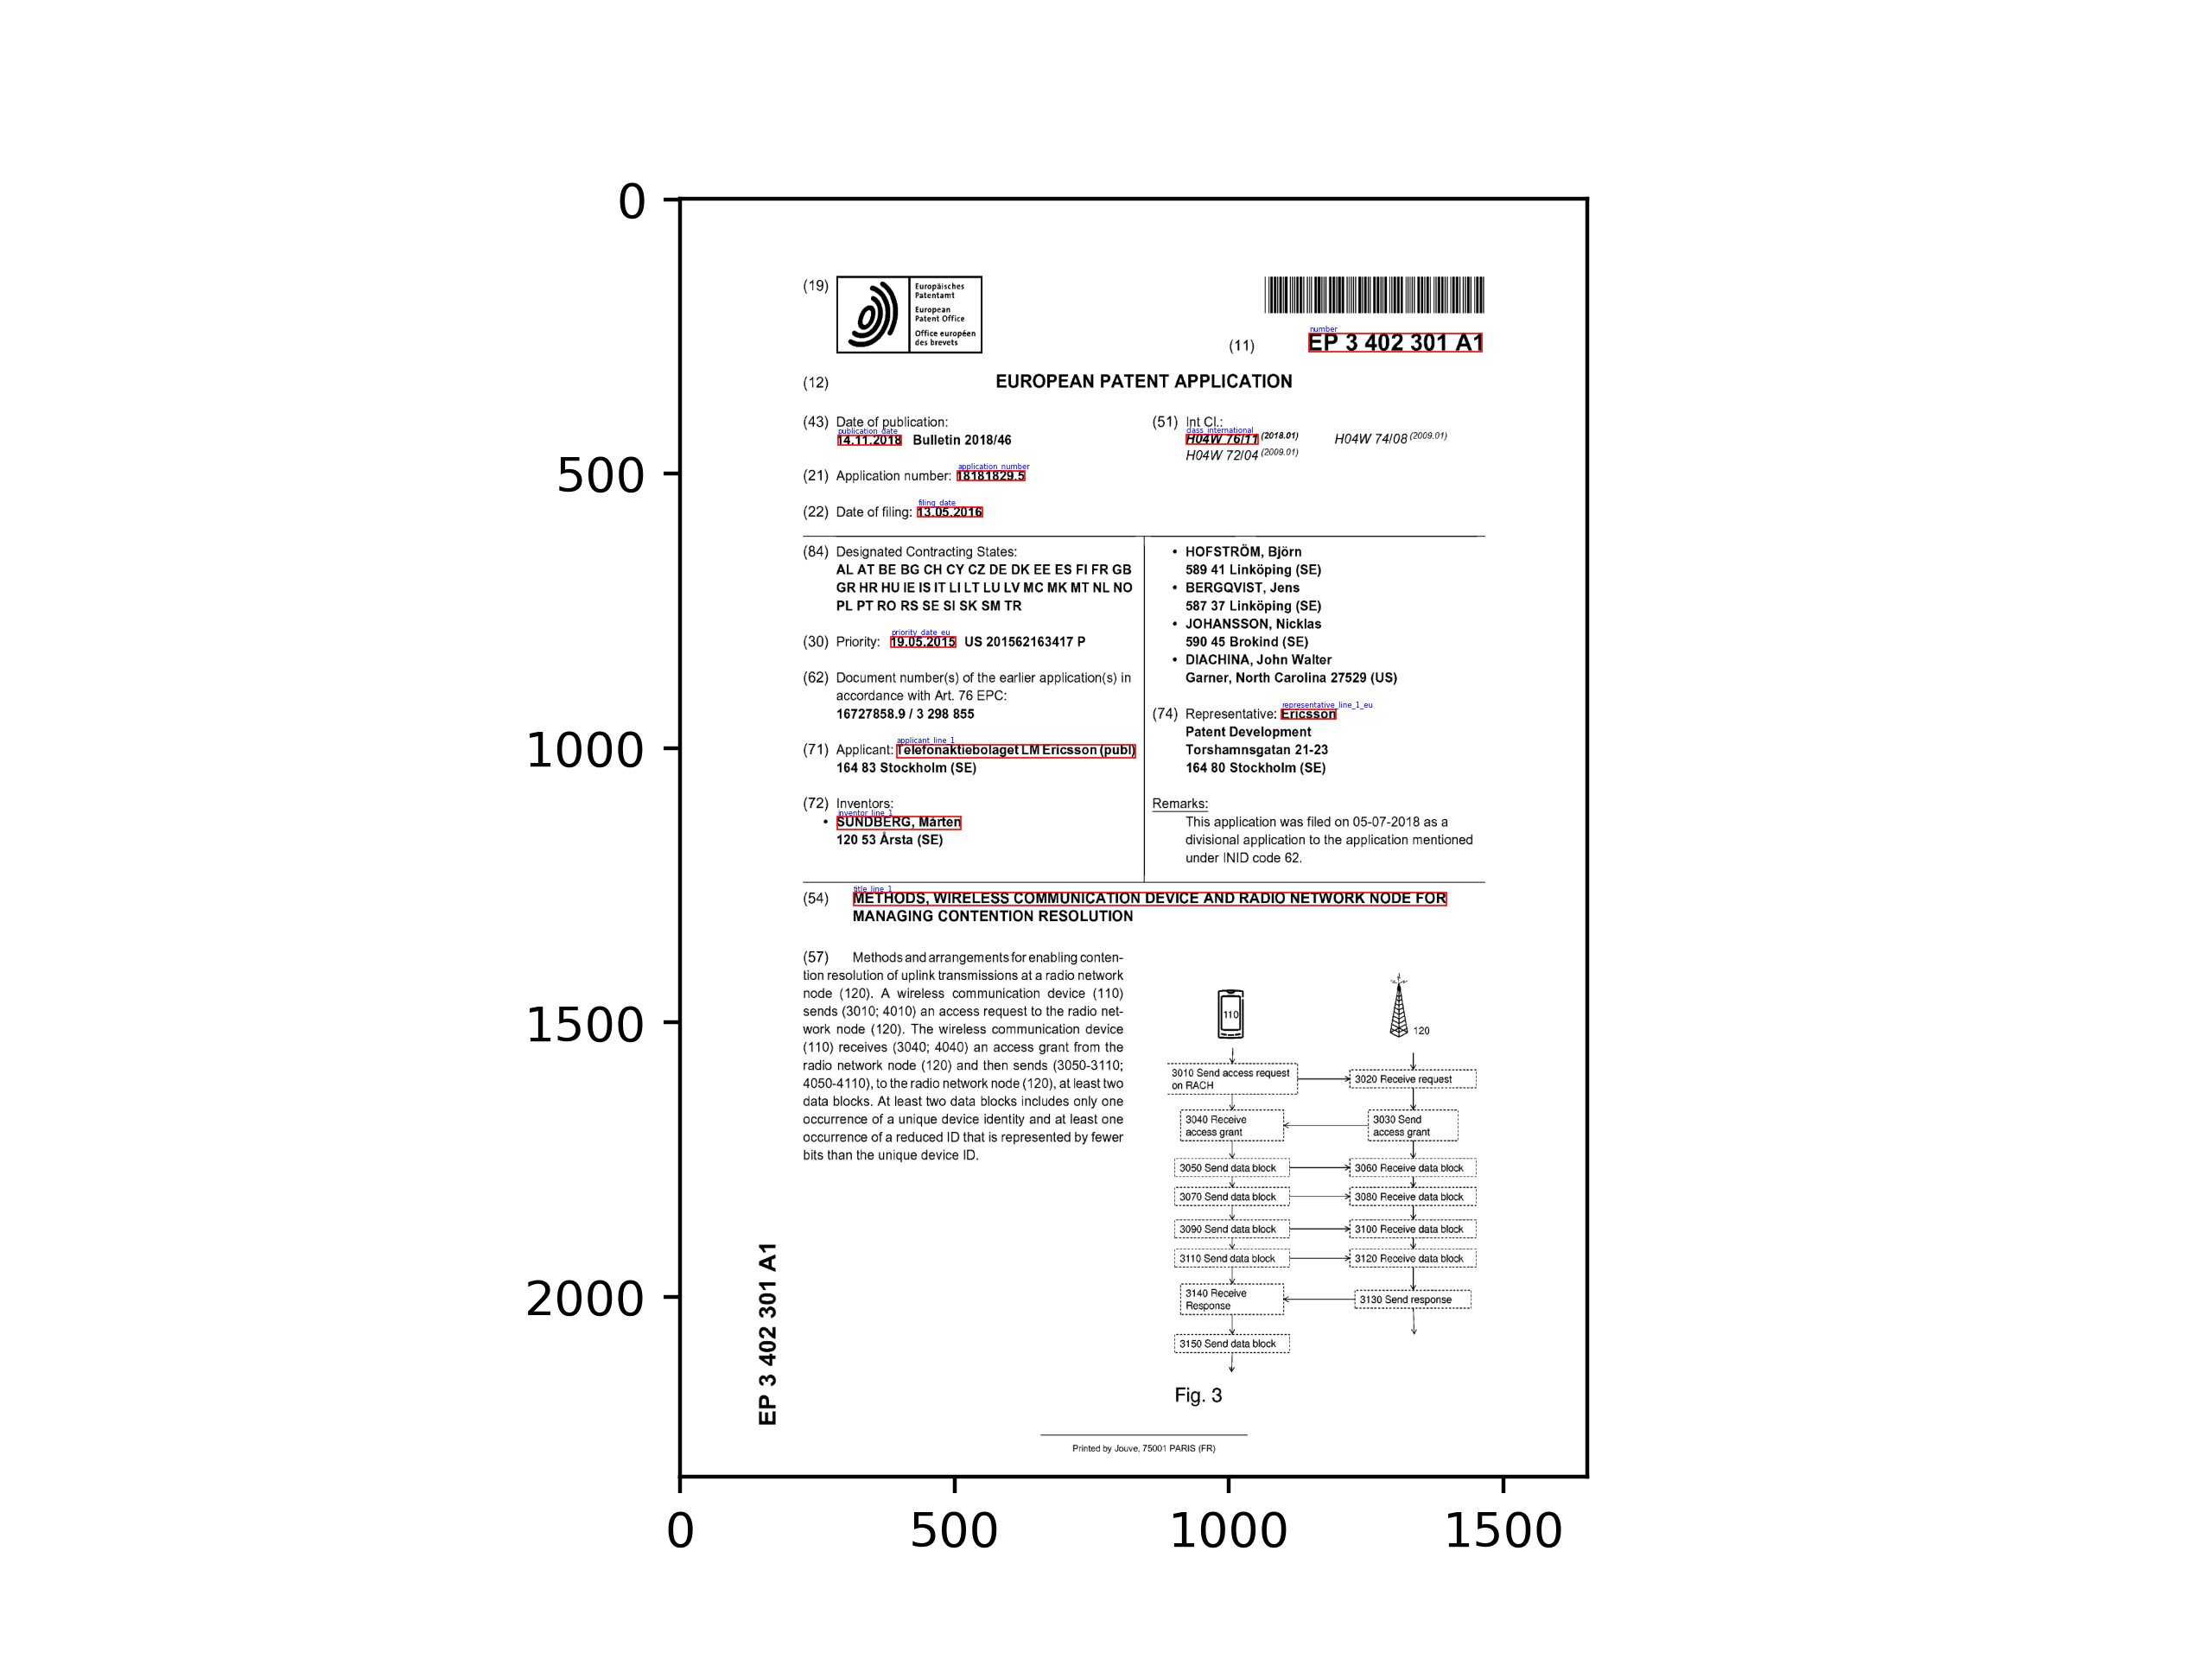 0
500
1000
1500
2000
0
500
1000
1500
(19)
Europäisches
Patentamt
European
Patent Office
Office européen
des brevets
number
(11)
EP 3 402 301 A1
(12)
EUROPEAN PATENT APPLICATION
(43) Date of publication:
publication_date
14.11.2018 Bulletin 2018/46
(51) Int Cl.:
class_international
H04W 76/11 (2018.01) H04W 74/08 (2009.01)
H04W 72/04 (2009.01)
application_number
(21) Application number: 18181829.5
filing_date
(22) Date of filing: 13.05.2016
(84) Designated Contracting States:
AL AT BE BG CH CY CZ DE DK EE ES FI FR GB
GR HR HU IE IS IT LI LT LU LV MC MK MT NL NO
PL PT RO RS SE SI SK SM TR
priority_date_eu
(30) Priority: 19.05.2015 US 201562163417 P
(62) Document number(s) of the earlier application(s) in
accordance with Art. 76 EPC:
16727858.9 / 3 298 855
applicant_line_1
(71) Applicant: Telefonaktiebolaget LM Ericsson (publ)
164 83 Stockholm (SE)
(72) Inventors:
inventor_line_1
• SUNDBERG, Mårten
120 53 Årsta (SE)
• HOFSTRÖM, Björn
589 41 Linköping (SE)
• BERGQVIST, Jens
587 37 Linköping (SE)
• JOHANSSON, Nicklas
590 45 Brokind (SE)
• DIACHINA, John Walter
Garner, North Carolina 27529 (US)
representative_line_1_eu
(74) Representative: Ericsson
Patent Development
Torshamnsgatan 21-23
164 80 Stockholm (SE)
Remarks:
This application was filed on 05-07-2018 as a
divisional application to the application mentioned
under INID code 62.
title_line_1
(54) METHODS, WIRELESS COMMUNICATION DEVICE AND RADIO NETWORK NODE FOR
MANAGING CONTENTION RESOLUTION
(57) Methods and arrangements for enabling conten-
tion resolution of uplink transmissions at a radio network
node (120). A wireless communication device (110)
sends (3010; 4010) an access request to the radio net-
work node (120). The wireless communication device
(110) receives (3040; 4040) an access grant from the
radio network node (120) and then sends (3050-3110;
4050-4110), to the radio network node (120), at least two
data blocks. At least two data blocks includes only one
occurrence of a unique device identity and at least one
occurrence of a reduced ID that is represented by fewer
bits than the unique device ID.
110
120
3010 Send access request
on RACH
3020 Receive request
3040 Receive
access grant
3030 Send
access grant
3050 Send data block
3060 Receive data block
3070 Send data block
3080 Receive data block
3090 Send data block
3100 Receive data block
3110 Send data block
3120 Receive data block
3140 Receive
Response
3130 Send response
3150 Send data block
Fig. 3
EP 3 402 301 A1
Printed by Jouve, 75001 PARIS (FR)